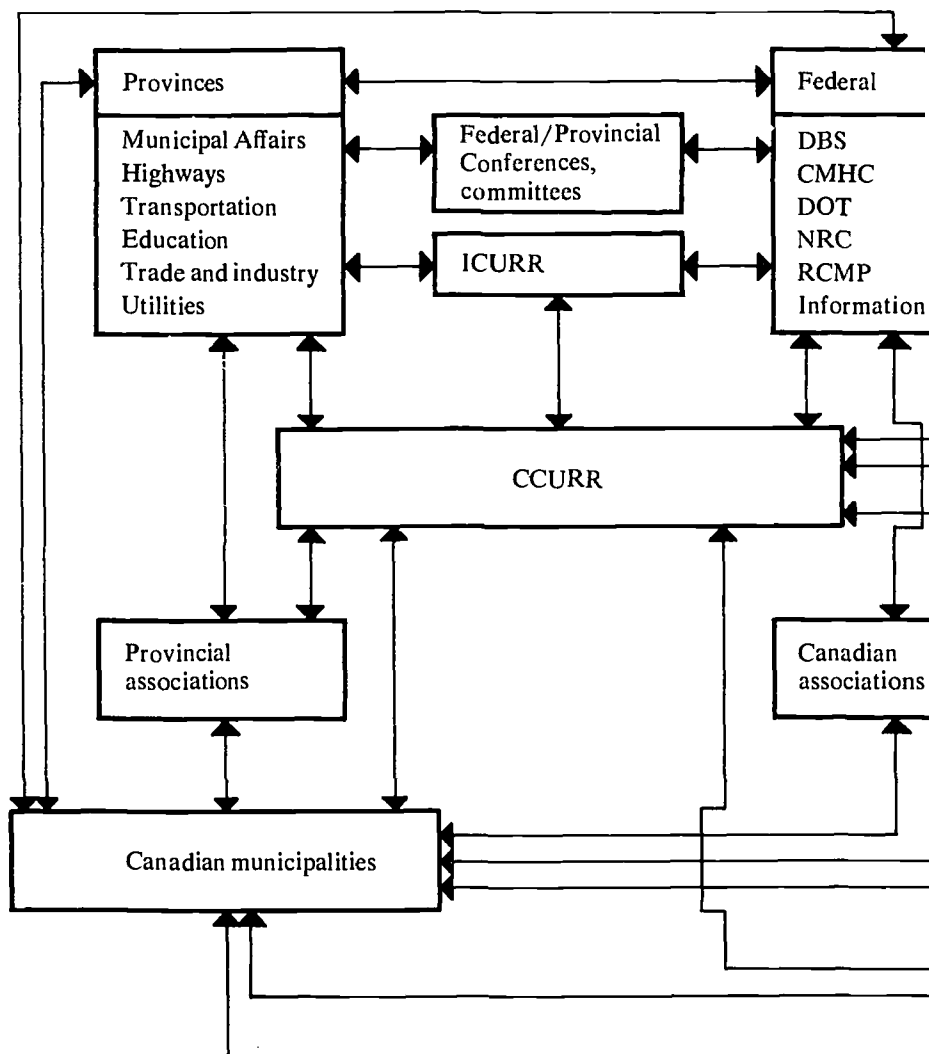 Provinces
Municipal Affairs
Highways
Transportation
Education
Trade and industry
Utilities
Federal/Provincial
Conferences,
committees
ICURR
Federal
DBS
CMHC
DOT
NRC
RCMP
Information
CCURR
Provincial
associations
Canadian
associations
Canadian municipalities